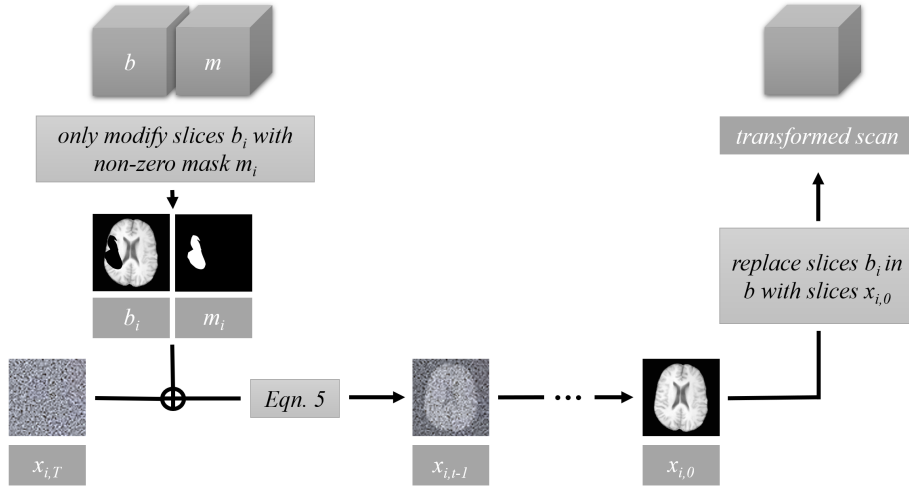 b
m
only modify slices b_i with
non-zero mask m_i
b_i
m_i
transformed scan
replace slices b_i in
b with slices x_{i,0}
Eqn. 5
...
x_{i,T}
x_{i,t-1}
x_{i,0}